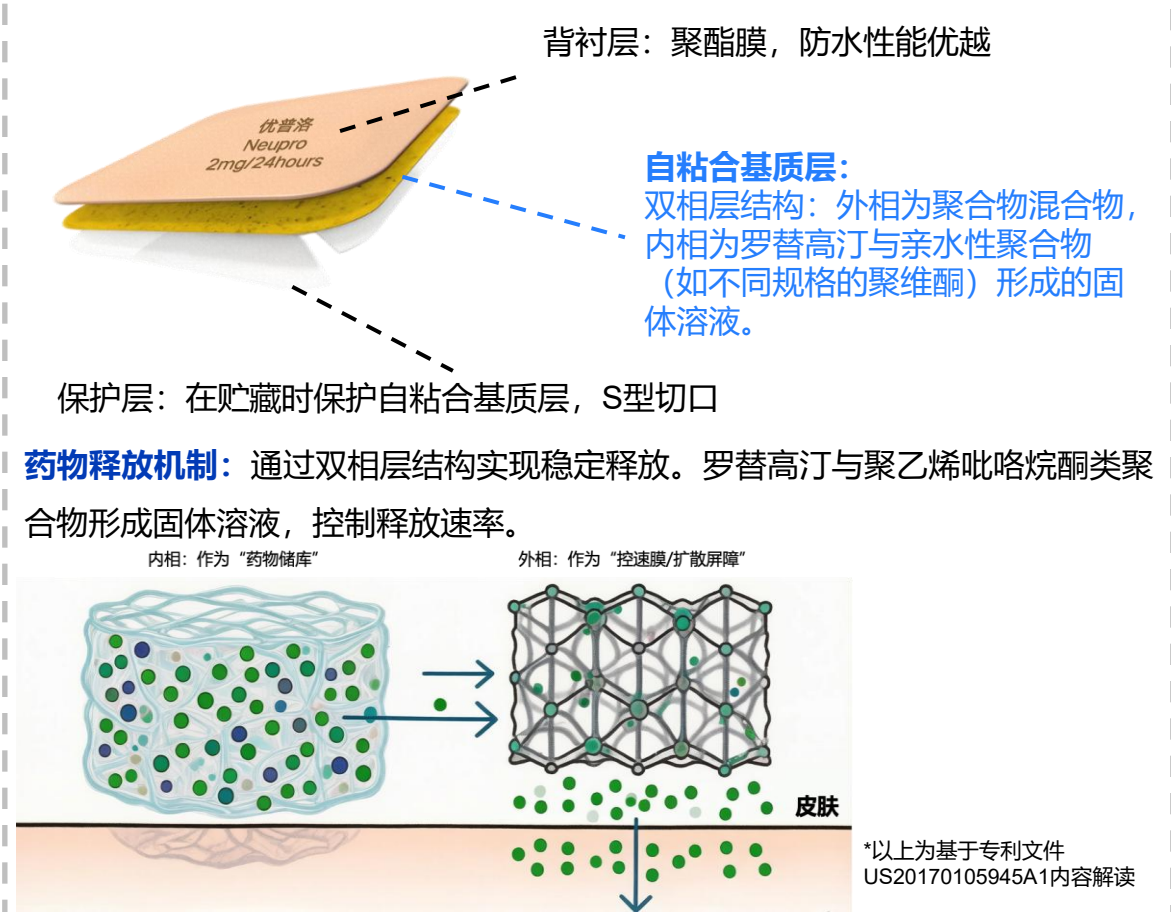 背衬层：聚酯膜，防水性能优越
优普洛
Neupro
2mg/24hours
自粘合基质层：
双相层结构：外相为聚合物混合物，
内相为罗替高汀与亲水性聚合物
（如不同规格的聚维酮）形成的固
体溶液。
保护层：在贮藏时保护自粘合基质层，S型切口
药物释放机制：通过双相层结构实现稳定释放。罗替高汀与聚乙烯吡咯烷酮类聚
合物形成固体溶液，控制释放速率。
内相：作为“药物储库”
外相：作为“控速膜/扩散屏障”
皮肤
*以上为基于专利文件
US20170105945A1内容解读